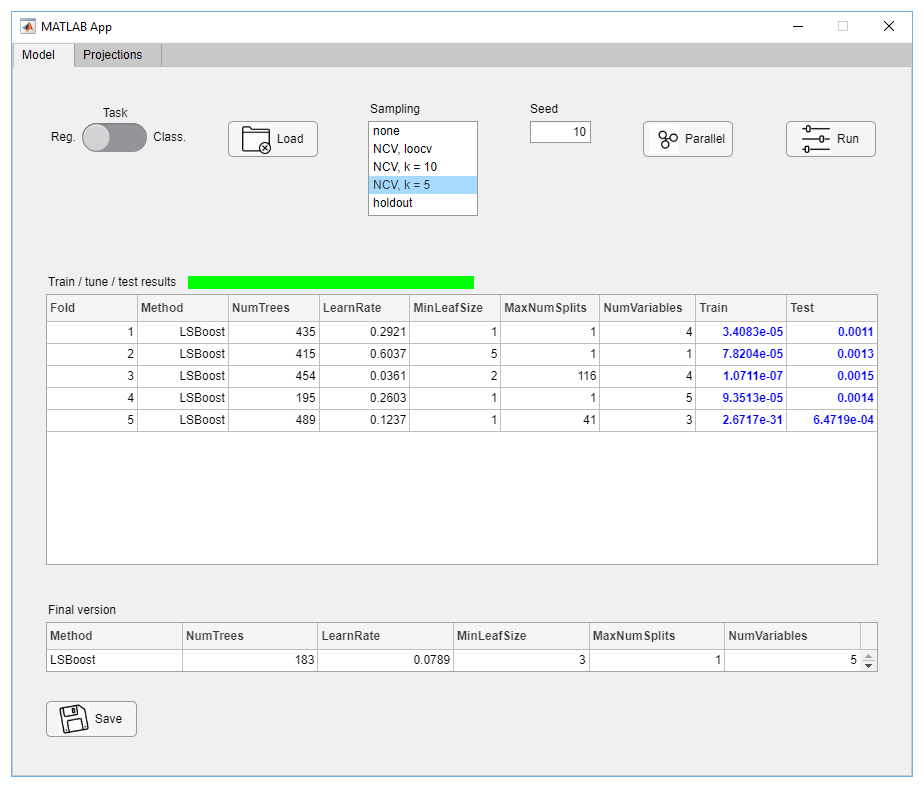 MATLAB App
Model Projections
Task
Reg. Class.
Load
Sampling
none
NCV, loocv
NCV, k = 10
NCV, k = 5
holdout
Seed
10
Parallel
Run
Train / tune / test results
Fold Method NumTrees LearnRate MinLeafSize MaxNumSplits NumVariables Train Test
1 LSBoost 435 0.2921 1 1 4 3.4083e-05 0.0011
2 LSBoost 415 0.6037 5 1 1 7.8204e-05 0.0013
3 LSBoost 454 0.0361 2 116 4 1.0711e-07 0.0015
4 LSBoost 195 0.2603 1 1 5 9.3513e-05 0.0014
5 LSBoost 489 0.1237 1 41 3 2.6717e-31 6.4719e-04
Final version
Method NumTrees LearnRate MinLeafSize MaxNumSplits NumVariables
LSBoost 183 0.0789 3 1 5
Save